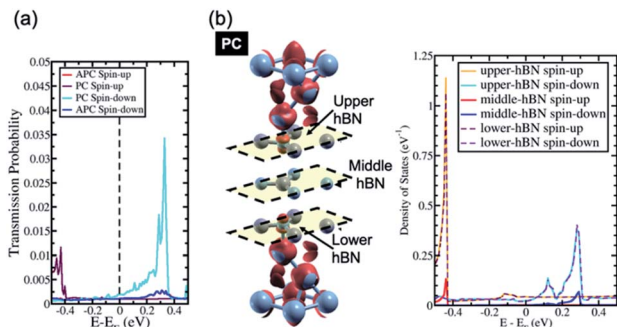 (a)
0.05
0.045
0.04
0.035
0.03
0.025
0.02
0.015
0.01
0.005
0
Transmission Probability
APC Spin-up
PC Spin-up
PC Spin-down
APC Spin-down
-0.5 -0.25 0 0.25 0.5
E-E_F (eV)
(b)
PC
Upper
hBN
Middle
hBN
Lower
hBN
1.25
1
0.75
0.5
0.25
0
Density of States (eV⁻¹)
upper-hBN spin-up
upper-hBN spin-down
middle-hBN spin-up
middle-hBN spin-down
lower-hBN spin-up
lower-hBN spin-down
-0.4 -0.2 0 0.2 0.4
E - E_F (eV)